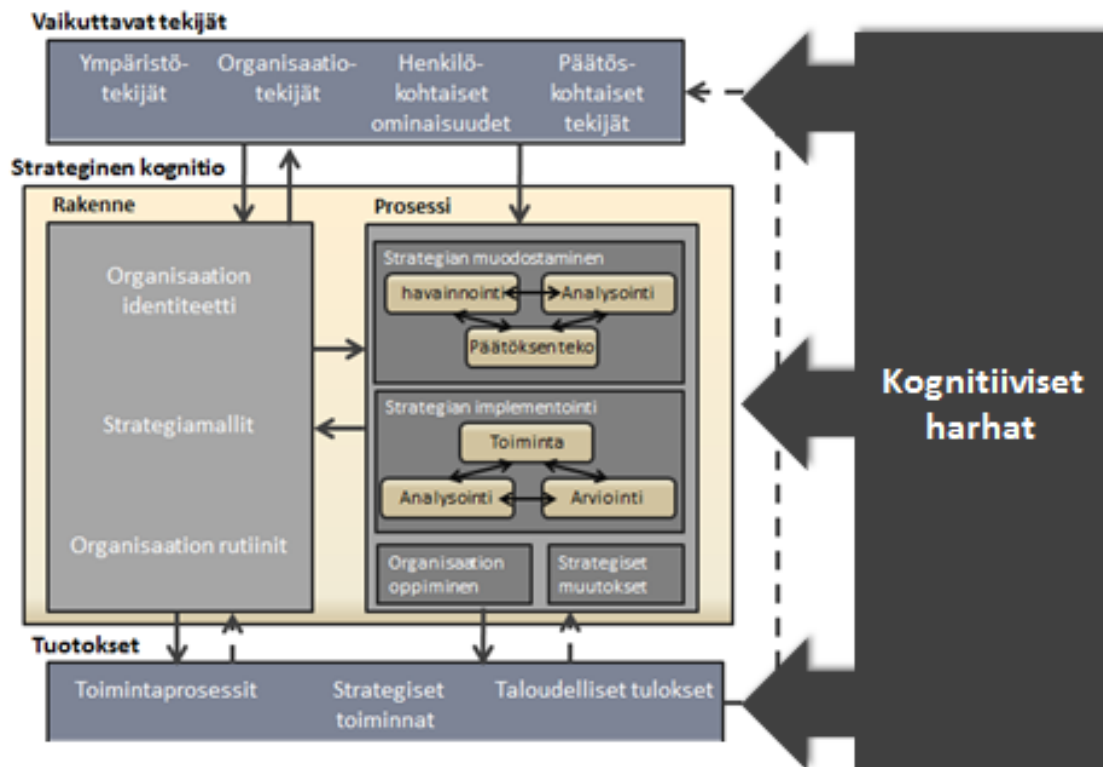 Vaikuttavat tekijät
Ympäristö-
tekijät
Organisaatio-
tekijät
Henkilö-
kohtaiset
ominaisuudet
Päätös-
kohtaiset
tekijät
Strateginen kognitio
Rakenne
Organisaation
identiteetti
Strategiamallit
Organisaation rutiinit
Prosessi
Strategian muodostaminen
havainnointi
Analysointi
Päätöksen teko
Strategian implementointi
Toiminta
Analysointi
Arviointi
Organisaation
oppiminen
Strategiset
muutokset
Tuotokset
Toimintaprosessit
Strategiset
toiminnat
Taloudelliset tulokset
Kognitiiviset
harhat